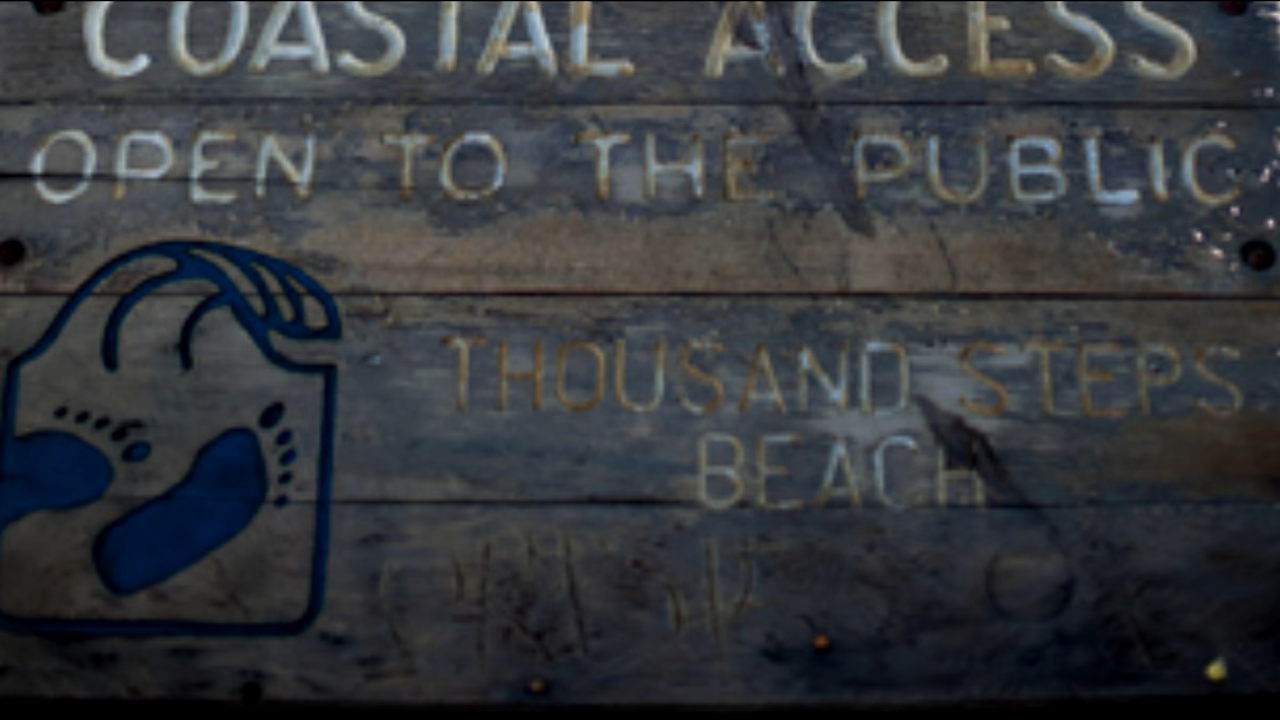 COASTAL ACCESS
OPEN TO THE PUBLIC
THOUSAND STEPS
BEACH